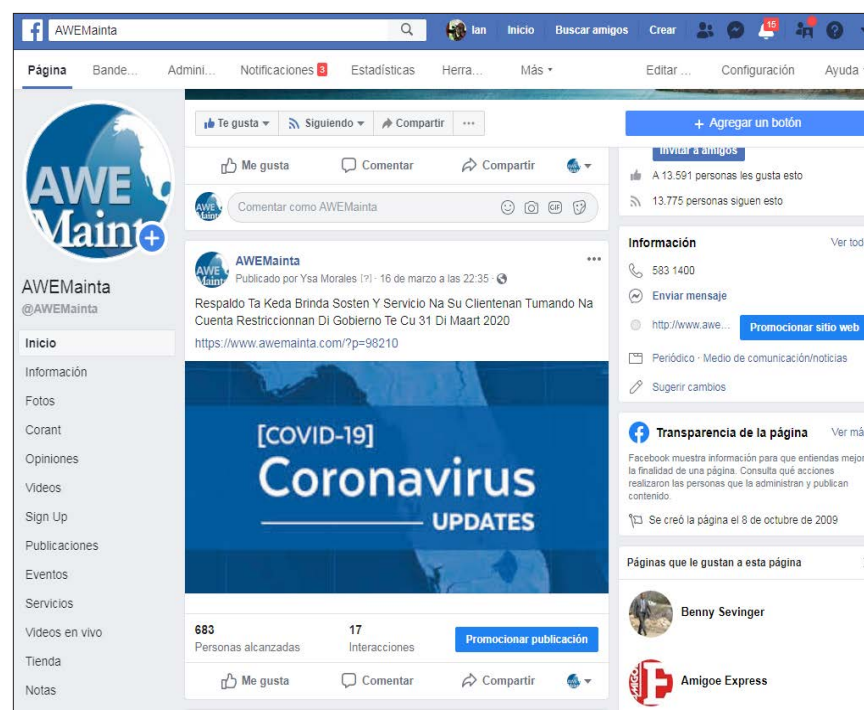 AWEMainta
Ian
Inicio
Buscar amigos
Crear
15
Página
Bande...
Admini...
Notificaciones 3
Estadísticas
Herra...
Más
Editar ...
Configuración
Ayuda
AWE
Mainta
AWEMainta
@AWEMainta
Inicio
Información
Fotos
Corant
Opiniones
Videos
Sign Up
Publicaciones
Eventos
Servicios
Videos en vivo
Tienda
Notas
Te gusta
Siguiendo
Compartir
...
Me gusta
Comentar
Compartir
Comentar como AWEMainta
GIF
AWEMainta
Publicado por Ysa Morales [?] · 16 de marzo a las 22:35 ·
Respaldo Ta Keda Brinda Sosten Y Servicio Na Su Clientenan Tumando Na
Cuenta Restriccionnan Di Gobierno Te Cu 31 Di Maart 2020
https://www.awemainta.com/?p=98210
[COVID-19]
Coronavirus
UPDATES
683
Personas alcanzadas
17
Interacciones
Promocionar publicación
Me gusta
Comentar
Compartir
+ Agregar un botón
Invitar a amigos
A 13.591 personas les gusta esto
13.775 personas siguen esto
Información
Ver tod
583 1400
Enviar mensaje
http://www.awe...
Promocionar sitio web
Periódico · Medio de comunicación/noticias
Sugerir cambios
Transparencia de la página
Ver má
Facebook muestra información para que entiendas mejor
la finalidad de una página. Consulta qué acciones
realizaron las personas que la administran y publican
contenido.
Se creó la página el 8 de octubre de 2009
Páginas que le gustan a esta página
Benny Sevinger
Amigoe Express